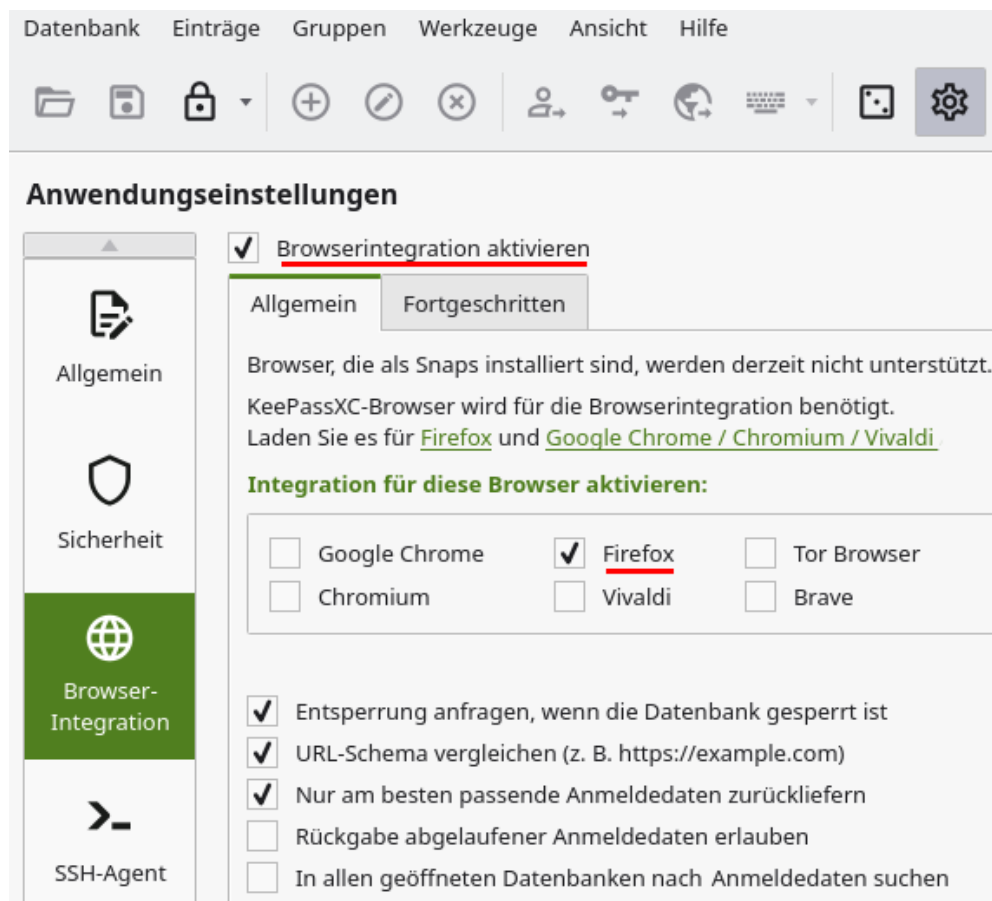 Datenbank Einträge Gruppen Werkzeuge Ansicht Hilfe
Anwendungseinstellungen
Browserintegration aktivieren
Allgemein Fortgeschritten
Allgemein
Browser, die als Snaps installiert sind, werden derzeit nicht unterstützt.
KeePassXC-Browser wird für die Browserintegration benötigt.
Laden Sie es für Firefox und Google Chrome / Chromium / Vivaldi
Integration für diese Browser aktivieren:
Sicherheit
Google Chrome Firefox Tor Browser
Chromium Vivaldi Brave
Browser-
Integration
Entsperrung anfragen, wenn die Datenbank gesperrt ist
URL-Schema vergleichen (z. B. https://example.com)
Nur am besten passende Anmeldedaten zurückliefern
Rückgabe abgelaufener Anmeldedaten erlauben
SSH-Agent
In allen geöffneten Datenbanken nach Anmeldedaten suchen